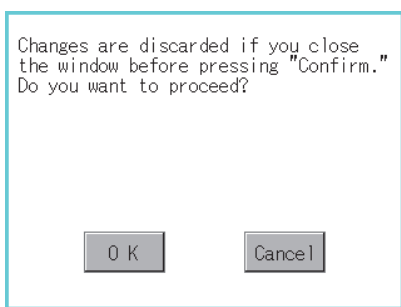 Changes are discarded if you close
the window before pressing "Confirm."
Do you want to proceed?
OK
Cancel